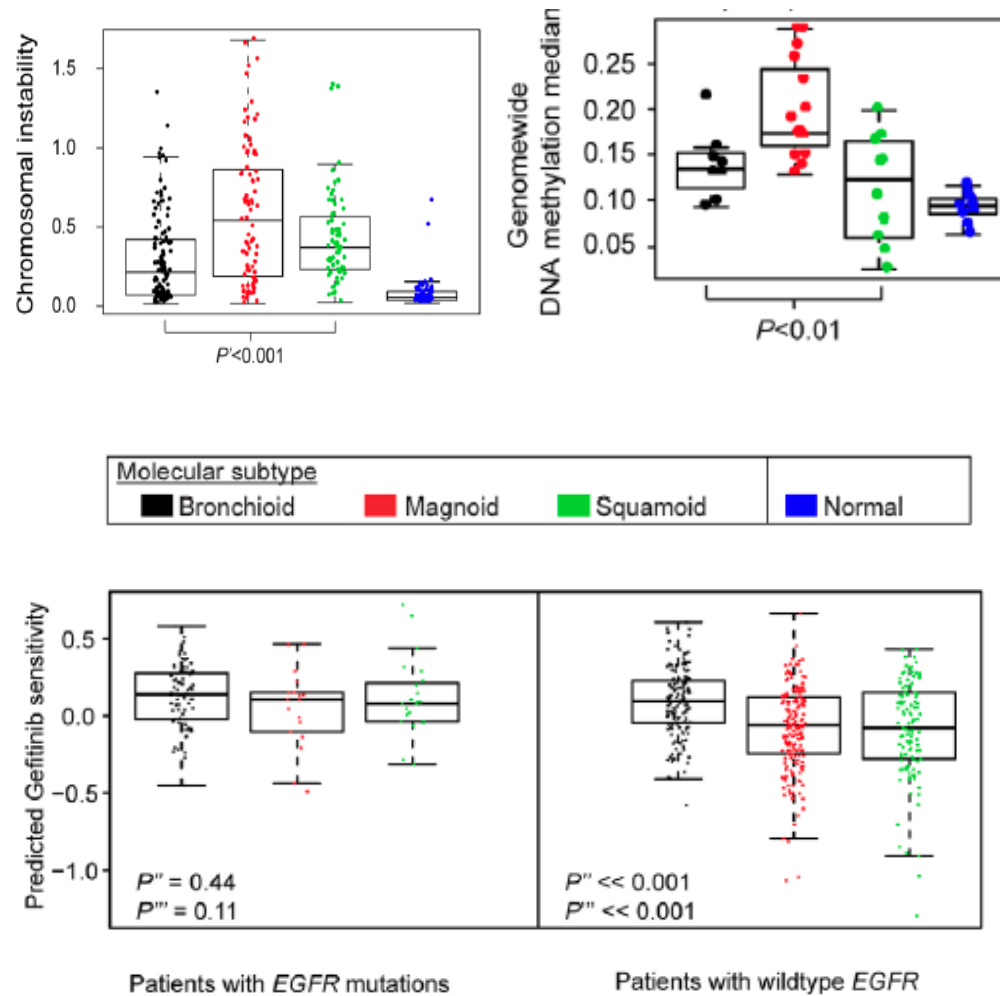 Chromosomal instability
1.5
1.0
0.5
0.0
P'<0.001
Genomewide
DNA methylation median
0.25
0.20
0.15
0.10
0.05
P<0.01
Molecular subtype
Bronchioid Magnoid Squamoid Normal
Predicted Gefitinib sensitivity
0.5
0.0
−0.5
−1.0
P'' = 0.44
P''' = 0.11
P'' << 0.001
P''' << 0.001
Patients with EGFR mutations
Patients with wildtype EGFR